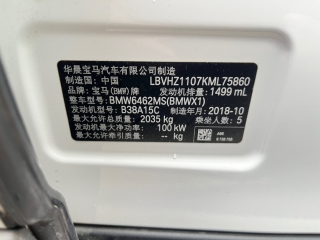 华晨宝马汽车有限公司制造
制造国：中国 LBVHZ1107KML75860
品牌：宝马(BMW)牌 发动机排量：1499 mL
整车型号：BMW6462MS(BMWX1)
发动机型号：B38A15C 制造年月：2018-10
最大允许总质量：2035 kg 乘坐人数：5
发动机最大净功率：100 kW
最大允许牵引质量：-- kg